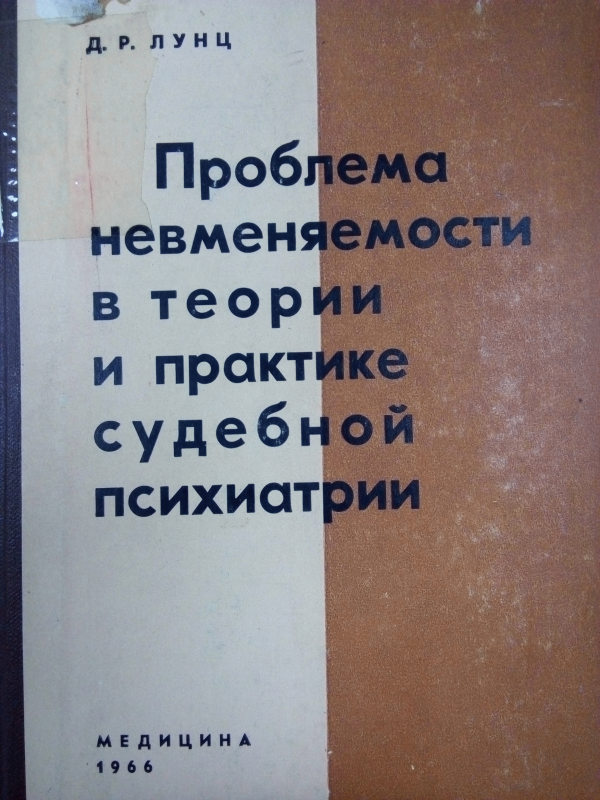 Д. Р. ЛУНЦ
Проблема
невменяемости
в теории
и практике
судебной
психиатрии
МЕДИЦИНА
1966